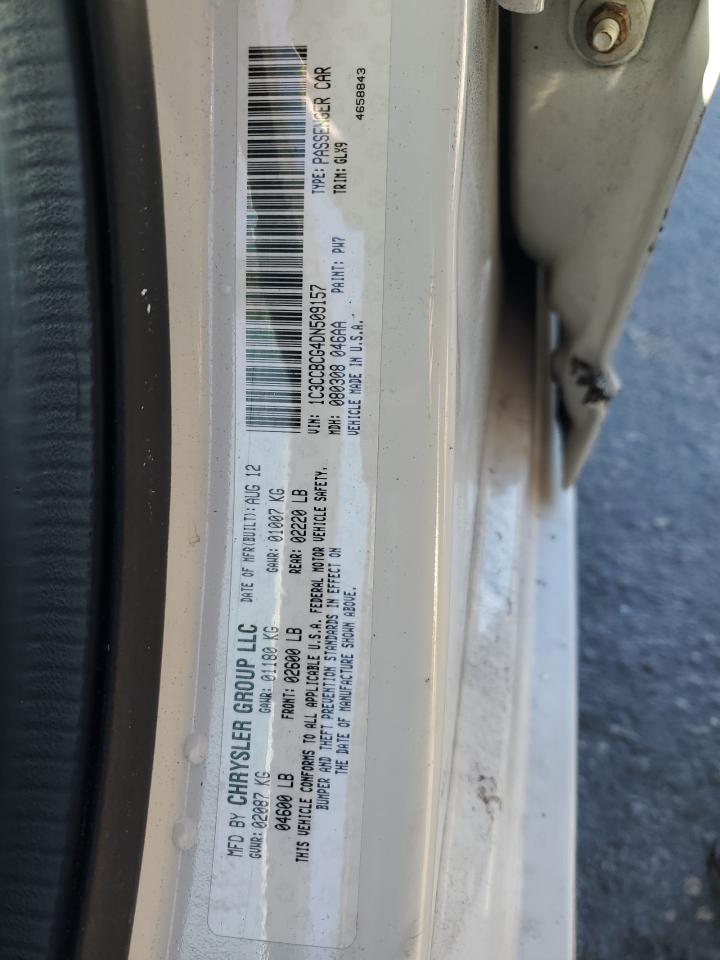 MFD BY CHRYSLER GROUP LLC DATE OF MFR(BUILT): AUG 12
GVWR: 02087 KG GAWR: 01180 KG GAWR: 01007 KG
04600 LB FRONT: 02600 LB REAR: 02220 LB
THIS VEHICLE CONFORMS TO ALL APPLICABLE U.S.A. FEDERAL MOTOR VEHICLE SAFETY,
BUMPER AND THEFT PREVENTION STANDARDS IN EFFECT ON
THE DATE OF MANUFACTURE SHOWN ABOVE.
VIN: 1C3CCBCG4DN509157 TYPE: PASSENGER CAR
MDH: 080308 046AA PAINT: PW7 TRIM: GLX9
VEHICLE MADE IN U.S.A. 4658843